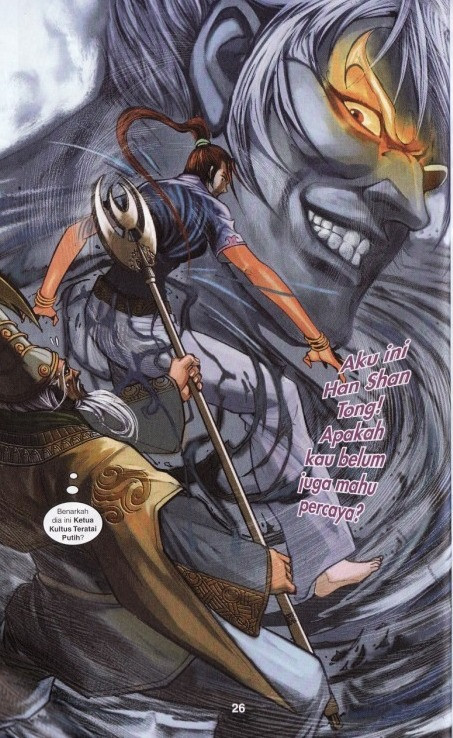 Aku ini
Han Shan
Tong!
Apakah
kau belum
juga mahu
percaya?
Benarkah
dia ini Ketua
Kultus Teratai
Putih?
26